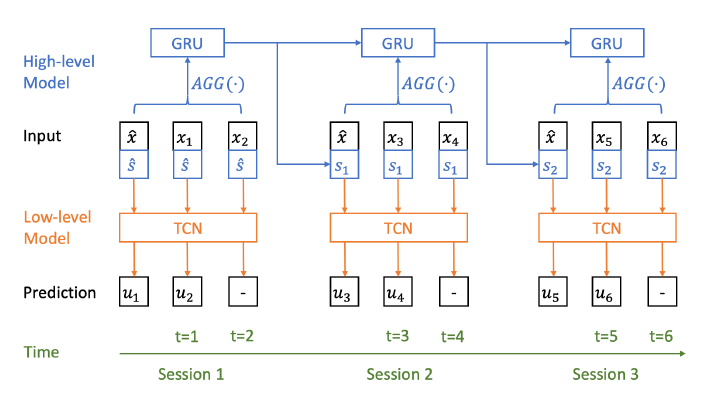 GRU GRU GRU
High-level
Model
AGG(·) AGG(·) AGG(·)
Input
x̂ x₁ x₂ x̂ x₃ x₄ x̂ x₅ x₆
ŝ ŝ ŝ s₁ s₁ s₁ s₂ s₂ s₂
Low-level
Model
TCN TCN TCN
Prediction
u₁ u₂ - u₃ u₄ - u₅ u₆ -
t=1 t=2 t=3 t=4 t=5 t=6
Time
Session 1 Session 2 Session 3